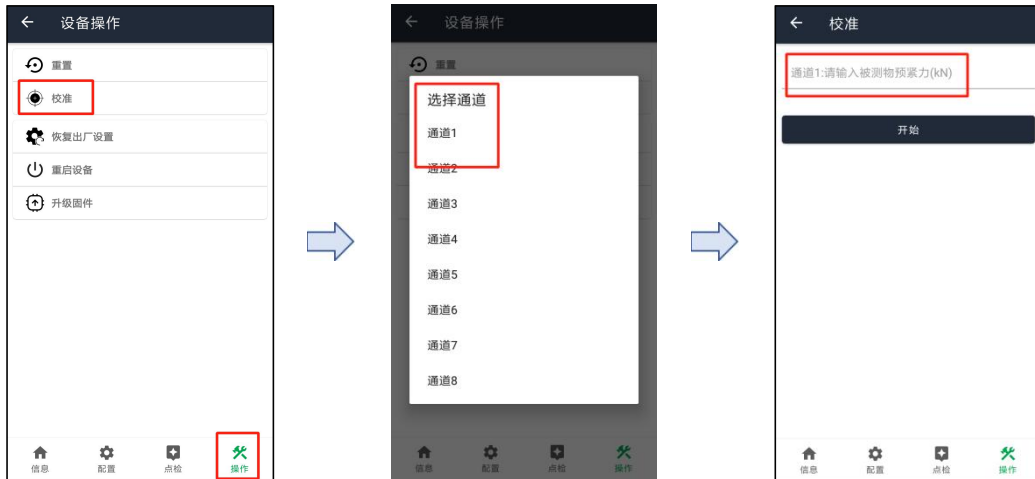 设备操作
重置
校准
恢复出厂设置
重启设备
升级固件
信息
配置
点检
操作
设备操作
重置
选择通道
通道1
通道2
通道3
通道4
通道5
通道6
通道7
通道8
信息
配置
点检
操作
校准
通道1:请输入被测物预紧力(kN)
开始
信息
配置
点检
操作